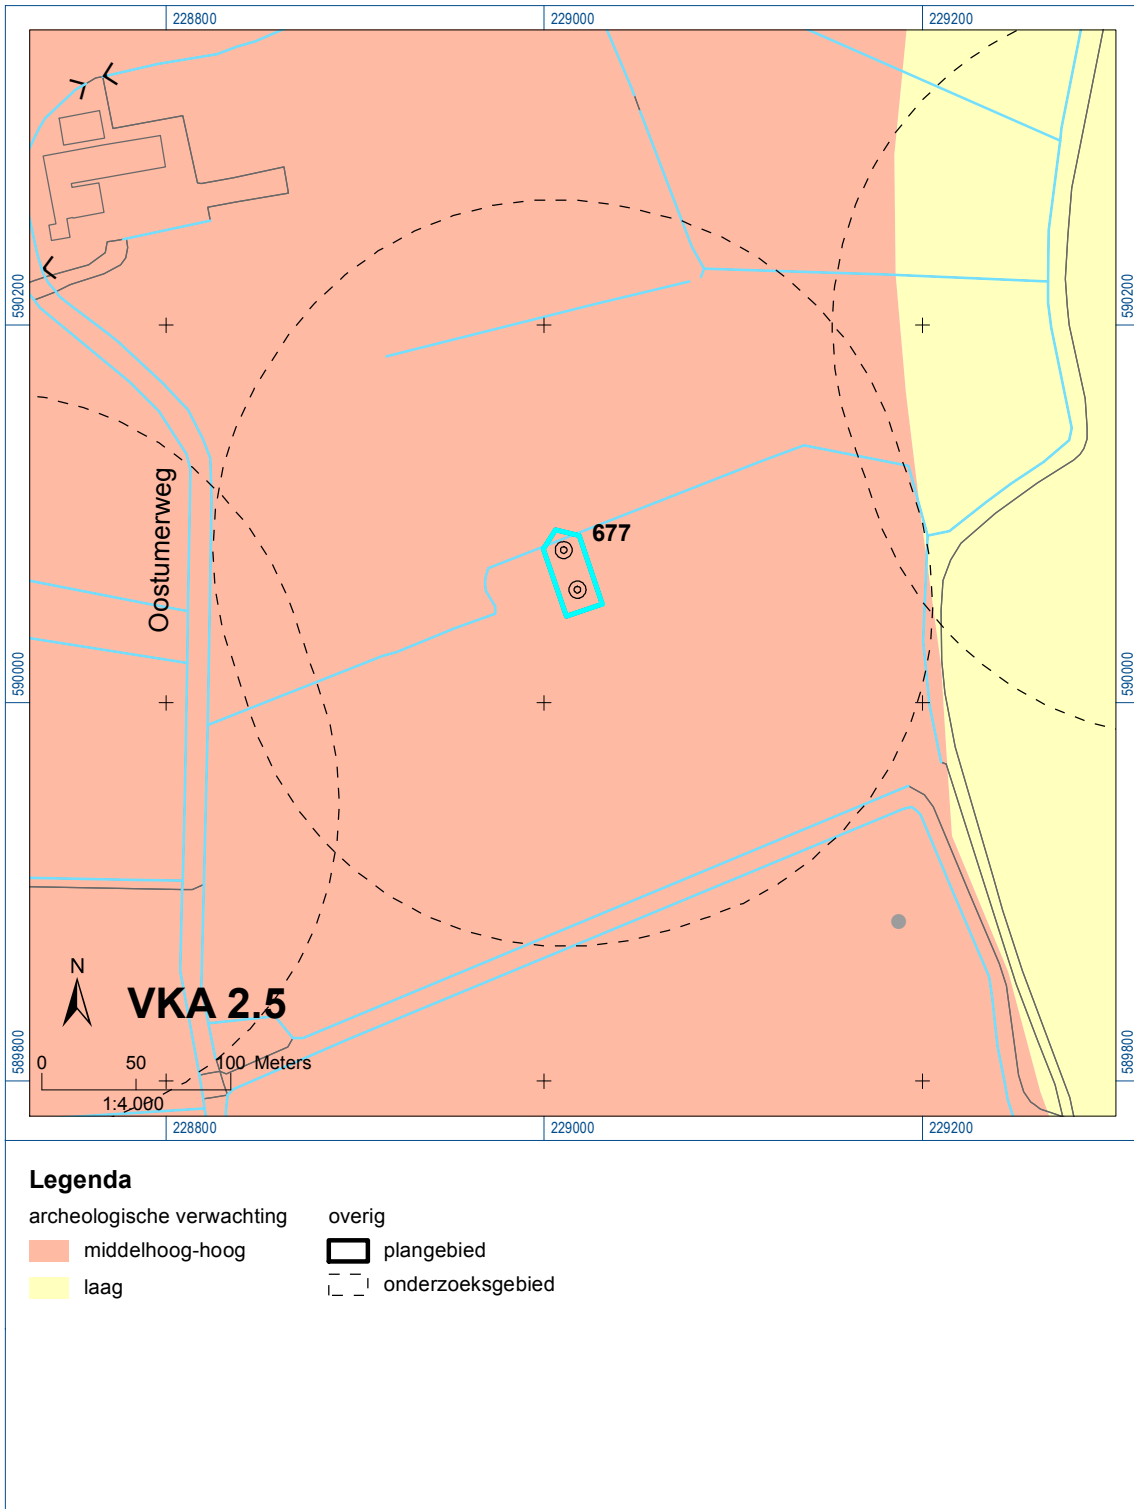 228800
229000
229200
590200
590200
677
Oostumerweg
590000
590000
N
VKA 2.5
589800
589800
0
50
100 Meters
1:4.000
228800
229000
229200
Legenda
archeologische verwachting
overig
middelhoog-hoog
plangebied
laag
onderzoeksgebied